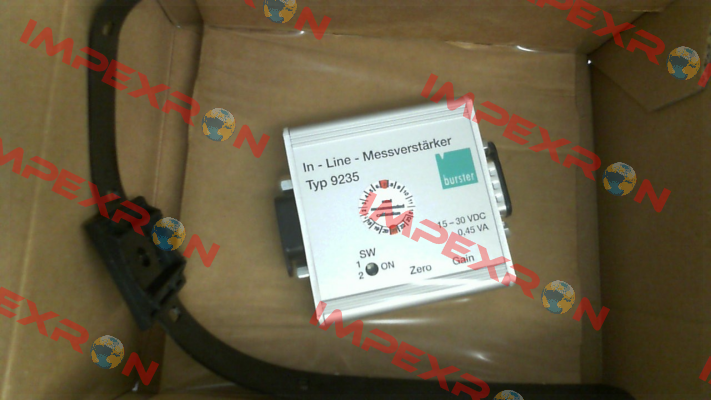 In - Line - Messverstärker
Typ 9235
burster
15 – 30 VDC
0,45 VA
SW
1
ON
2
Zero
Gain
IMPEXRON
IMPEXRON
IMPEXRON
IMPEXRON
IMPEXRON
IMPEXRON
IMPEXRON
IMPEXRON